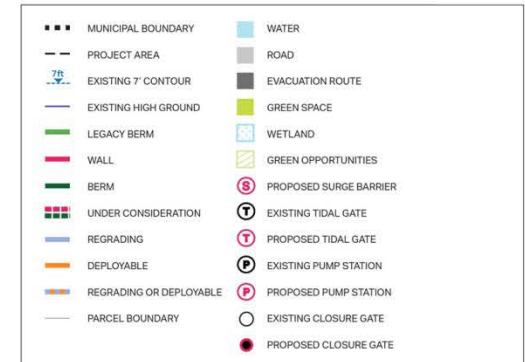 MUNICIPAL BOUNDARY
PROJECT AREA
7ft
EXISTING 7' CONTOUR
EXISTING HIGH GROUND
LEGACY BERM
WALL
BERM
UNDER CONSIDERATION
REGRADING
DEPLOYABLE
REGRADING OR DEPLOYABLE
PARCEL BOUNDARY
WATER
ROAD
EVACUATION ROUTE
GREEN SPACE
WETLAND
GREEN OPPORTUNITIES
S PROPOSED SURGE BARRIER
T EXISTING TIDAL GATE
T PROPOSED TIDAL GATE
P EXISTING PUMP STATION
P PROPOSED PUMP STATION
EXISTING CLOSURE GATE
PROPOSED CLOSURE GATE